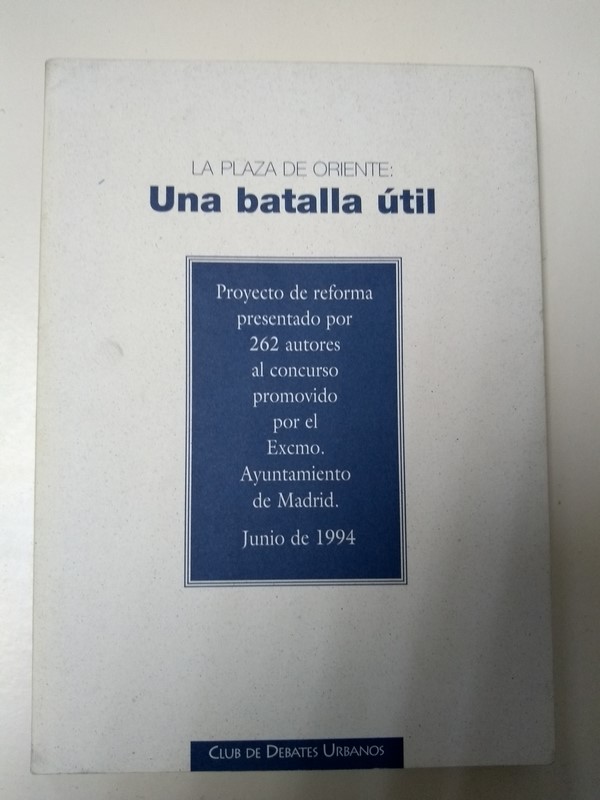 LA PLAZA DE ORIENTE:
Una batalla útil
Proyecto de reforma
presentado por
262 autores
al concurso
promovido
por el
Excmo.
Ayuntamiento
de Madrid.
Junio de 1994
CLUB DE DEBATES URBANOS